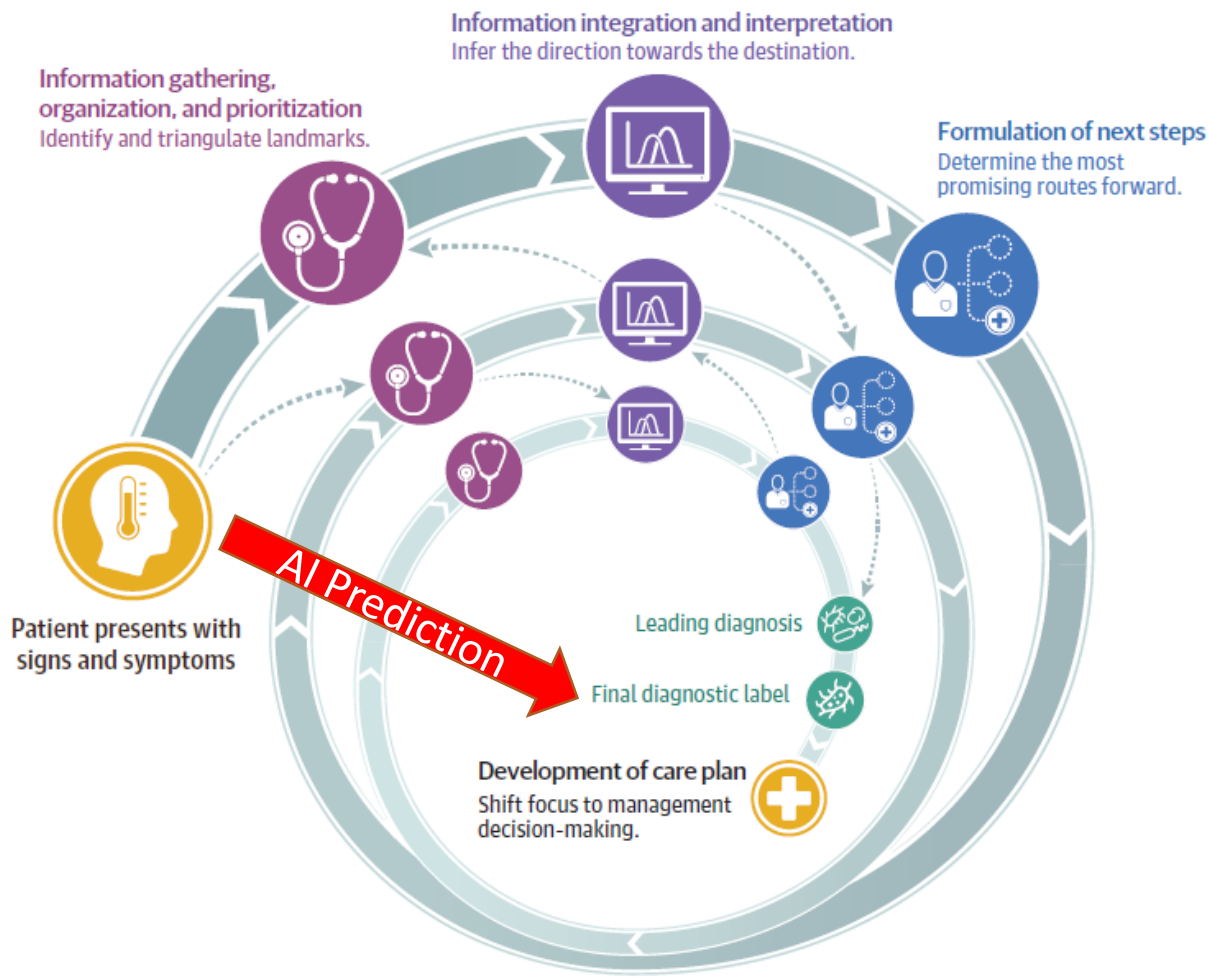 Information integration and interpretation
Infer the direction towards the destination.
Information gathering,
organization, and prioritization
Identify and triangulate landmarks.
Formulation of next steps
Determine the most
promising routes forward.
Patient presents with
signs and symptoms
AI Prediction
Leading diagnosis
Final diagnostic label
Development of care plan
Shift focus to management
decision-making.